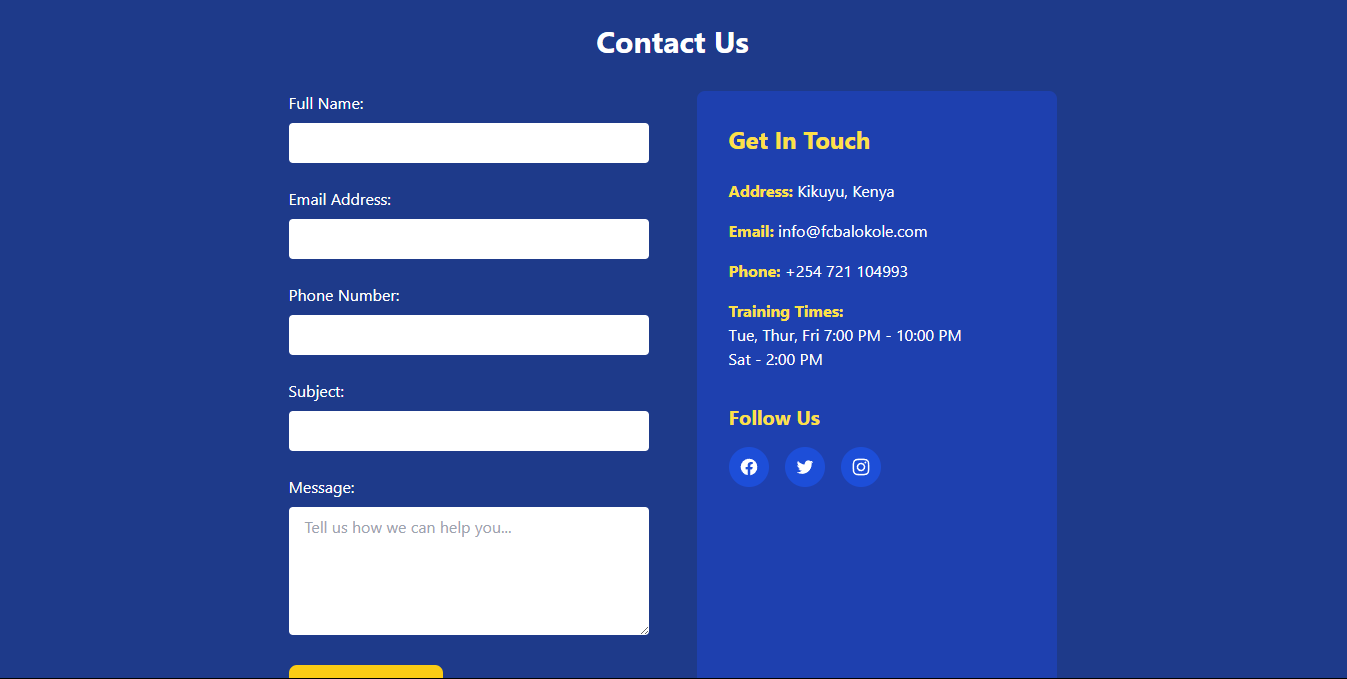 Contact Us
Full Name:
Email Address:
Phone Number:
Subject:
Message:
Tell us how we can help you...
Get In Touch
Address: Kikuyu, Kenya
Email: info@fcbalokole.com
Phone: +254 721 104993
Training Times:
Tue, Thur, Fri 7:00 PM - 10:00 PM
Sat - 2:00 PM
Follow Us